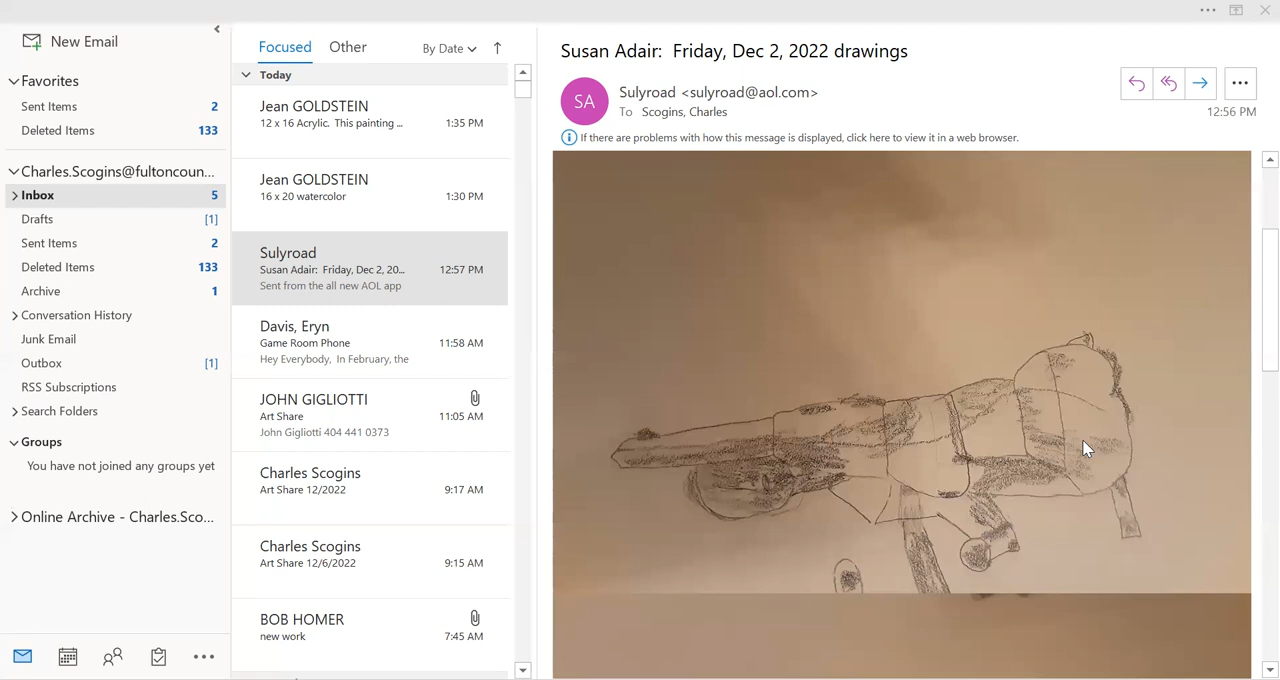 New Email
Favorites
Sent Items 2
Deleted Items 133
Charles.Scogins@fultoncoun...
Inbox 5
Drafts [1]
Sent Items 2
Deleted Items 133
Archive 1
Conversation History
Junk Email
Outbox [1]
RSS Subscriptions
Search Folders
Groups
You have not joined any groups yet
Online Archive - Charles.Sco...
Focused Other By Date
Today
Jean GOLDSTEIN
12 x 16 Acrylic. This painting ... 1:35 PM
Jean GOLDSTEIN
16 x 20 watercolor 1:30 PM
Sulyroad
Susan Adair: Friday, Dec 2, 20... 12:57 PM
Sent from the all new AOL app
Davis, Eryn
Game Room Phone 11:58 AM
Hey Everybody, In February, the
JOHN GIGLIOTTI
Art Share 11:05 AM
John Gigliotti 404 441 0373
Charles Scogins
Art Share 12/2022 9:17 AM
Charles Scogins
Art Share 12/6/2022 9:15 AM
BOB HOMER
new work 7:45 AM
Susan Adair: Friday, Dec 2, 2022 drawings
SA
Sulyroad <sulyroad@aol.com>
To Scogins, Charles
12:56 PM
If there are problems with how this message is displayed, click here to view it in a web browser.